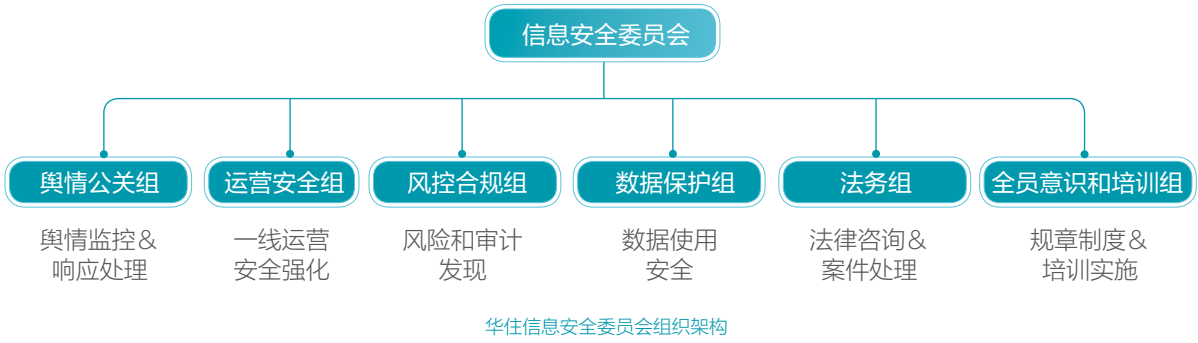 信息安全委员会
舆情公关组
运营安全组
风控合规组
数据保护组
法务组
全员意识和培训组
舆情监控&
响应处理
一线运营
安全强化
风险和审计
发现
数据使用
安全
法律咨询&
案件处理
规章制度&
培训实施
华住信息安全委员会组织架构